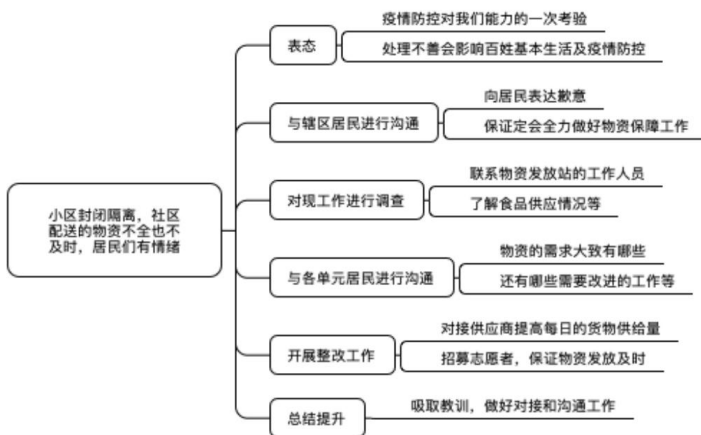 小区封闭隔离，社区
配送的物资不全也不
及时，居民们有情绪
表态
疫情防控对我们能力的一次考验
处理不善会影响百姓基本生活及疫情防控
与辖区居民进行沟通
向居民表达歉意
保证定会全力做好物资保障工作
对现工作进行调查
联系物资发放站的工作人员
了解食品供应情况等
与各单元居民进行沟通
物资的需求大致有哪些
还有哪些需要改进的工作等
开展整改工作
对接供应商提高每日的货物供给量
招募志愿者，保证物资发放及时
总结提升
吸取教训，做好对接和沟通工作